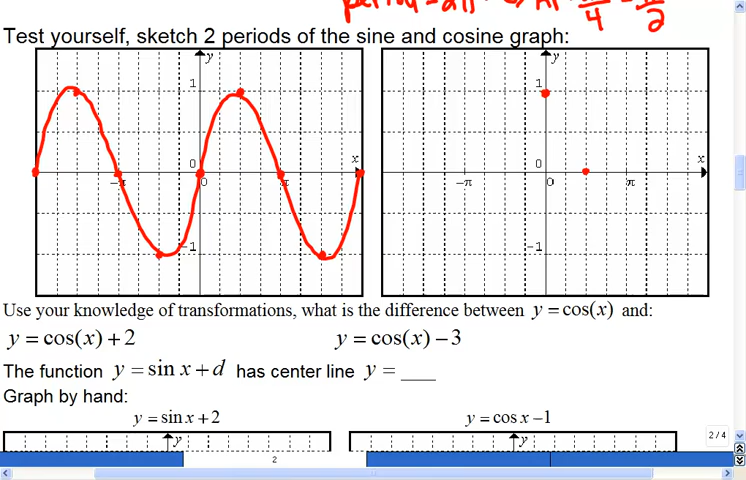 period = 2π
π/4 = π/2
Test yourself, sketch 2 periods of the sine and cosine graph:
y
1
x
0
-π 0 π
-1
y
1
x
0
-π 0 π
-1
Use your knowledge of transformations, what is the difference between y = cos(x) and:
y = cos(x) + 2 y = cos(x) − 3
The function y = sin x + d has center line y = ____
Graph by hand:
y = sin x + 2 y = cos x − 1
y y
2 / 4
2